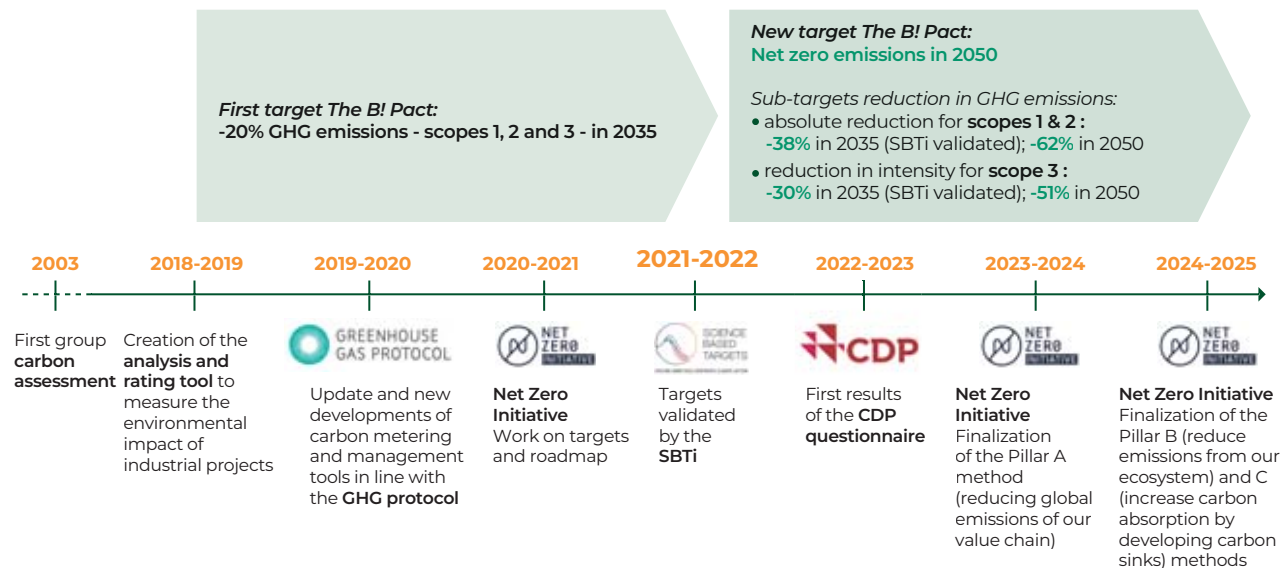 First target The B! Pact:
-20% GHG emissions - scopes 1, 2 and 3 - in 2035
New target The B! Pact:
Net zero emissions in 2050
Sub-targets reduction in GHG emissions:
• absolute reduction for scopes 1 & 2 :
-38% in 2035 (SBTi validated); -62% in 2050
• reduction in intensity for scope 3 :
-30% in 2035 (SBTi validated); -51% in 2050
2003
First group
carbon
assessment
2018-2019
Creation of the
analysis and
rating tool to
measure the
environmental
impact of
industrial projects
2019-2020
GREENHOUSE
GAS PROTOCOL
Update and new
developments of
carbon metering
and management
tools in line with
the GHG protocol
2020-2021
NET
ZERO
INITIATIVE
Net Zero
Initiative
Work on targets
and roadmap
2021-2022
SCIENCE
BASED
TARGETS
Targets
validated
by the
SBTi
2022-2023
CDP
First results
of the CDP
questionnaire
2023-2024
NET
ZERO
INITIATIVE
Net Zero
Initiative
Finalization
of the Pillar A
method
(reducing global
emissions of our
value chain)
2024-2025
NET
ZERO
INITIATIVE
Net Zero Initiative
Finalization of the
Pillar B (reduce
emissions from our
ecosystem) and C
(increase carbon
absorption by
developing carbon
sinks) methods